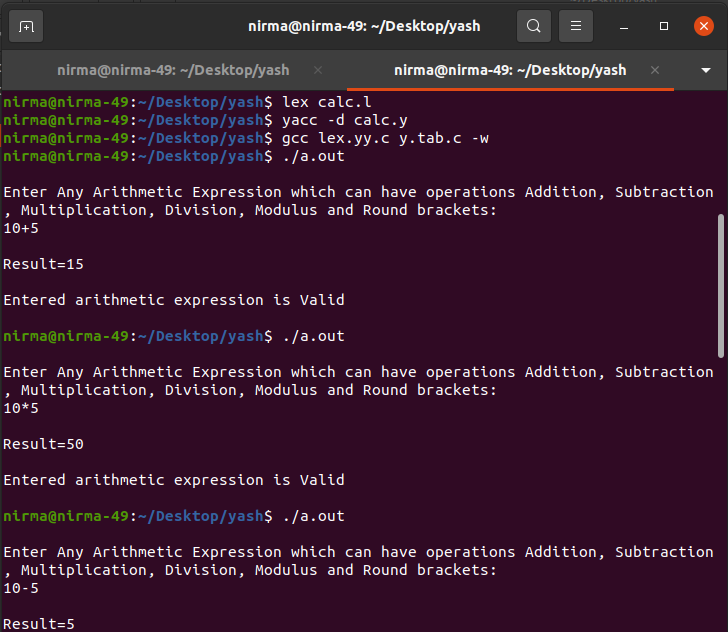 nirma@nirma-49: ~/Desktop/yash
nirma@nirma-49: ~/Desktop/yash × nirma@nirma-49: ~/Desktop/yash ×
nirma@nirma-49:~/Desktop/yash$ lex calc.l
nirma@nirma-49:~/Desktop/yash$ yacc -d calc.y
nirma@nirma-49:~/Desktop/yash$ gcc lex.yy.c y.tab.c -w
nirma@nirma-49:~/Desktop/yash$ ./a.out
Enter Any Arithmetic Expression which can have operations Addition, Subtraction
, Multiplication, Division, Modulus and Round brackets:
10+5
Result=15
Entered arithmetic expression is Valid
nirma@nirma-49:~/Desktop/yash$ ./a.out
Enter Any Arithmetic Expression which can have operations Addition, Subtraction
, Multiplication, Division, Modulus and Round brackets:
10*5
Result=50
Entered arithmetic expression is Valid
nirma@nirma-49:~/Desktop/yash$ ./a.out
Enter Any Arithmetic Expression which can have operations Addition, Subtraction
, Multiplication, Division, Modulus and Round brackets:
10-5
Result=5